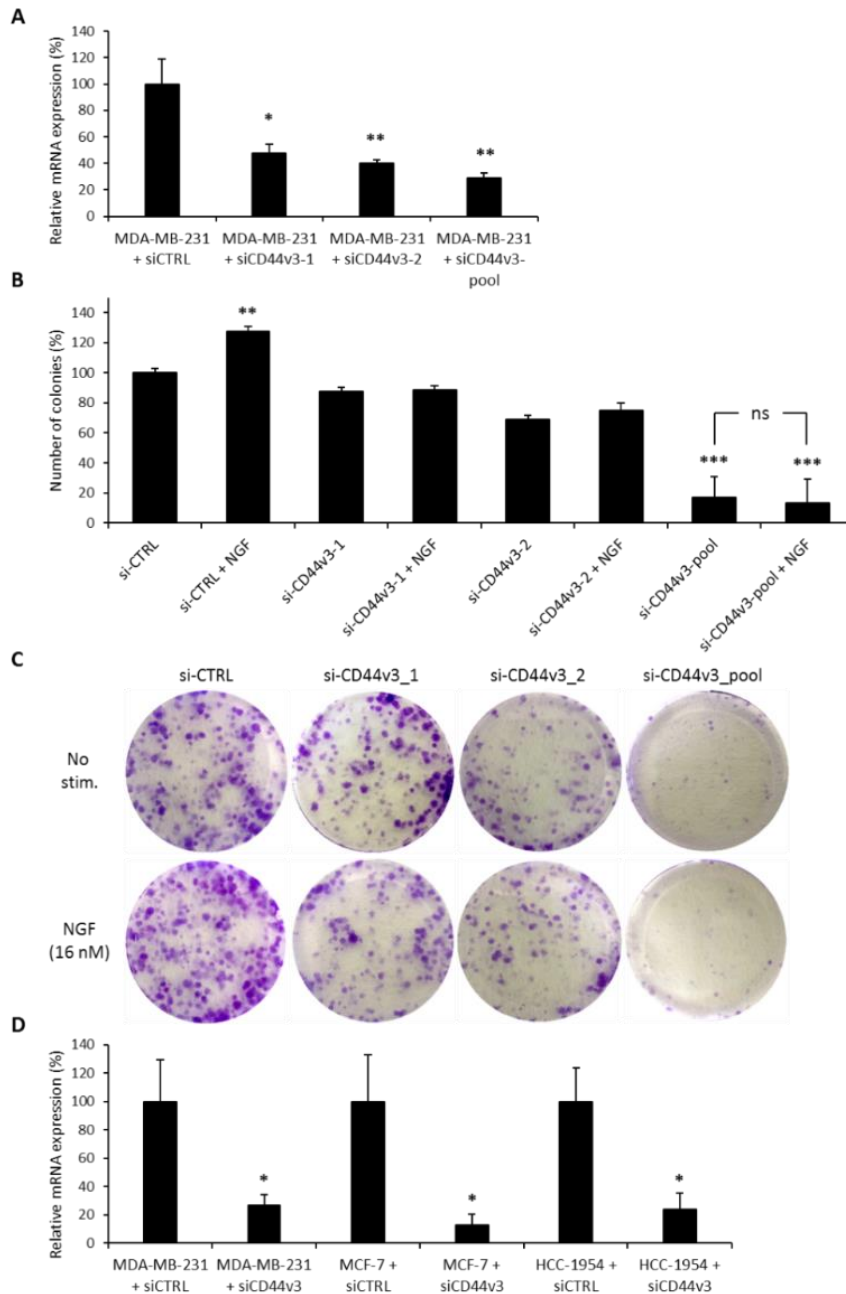 A
Relative mRNA expression (%)
140
120
100
80
60
40
20
0
*
**
**
MDA-MB-231
+ siCTRL
MDA-MB-231
+ siCD44v3-1
MDA-MB-231
+ siCD44v3-2
MDA-MB-231
+ siCD44v3-
pool
B
Number of colonies (%)
140
120
100
80
60
40
20
0
**
ns
***
***
si-CTRL
si-CTRL + NGF
si-CD44v3-1
si-CD44v3-1 + NGF
si-CD44v3-2
si-CD44v3-2 + NGF
si-CD44v3-pool
si-CD44v3-pool + NGF
C
si-CTRL
si-CD44v3_1
si-CD44v3_2
si-CD44v3_pool
No
stim.
NGF
(16 nM)
D
Relative mRNA expression (%)
140
120
100
80
60
40
20
0
*
*
*
MDA-MB-231
+ siCTRL
MDA-MB-231
+ siCD44v3
MCF-7 +
siCTRL
MCF-7 +
siCD44v3
HCC-1954 +
siCTRL
HCC-1954 +
siCD44v3